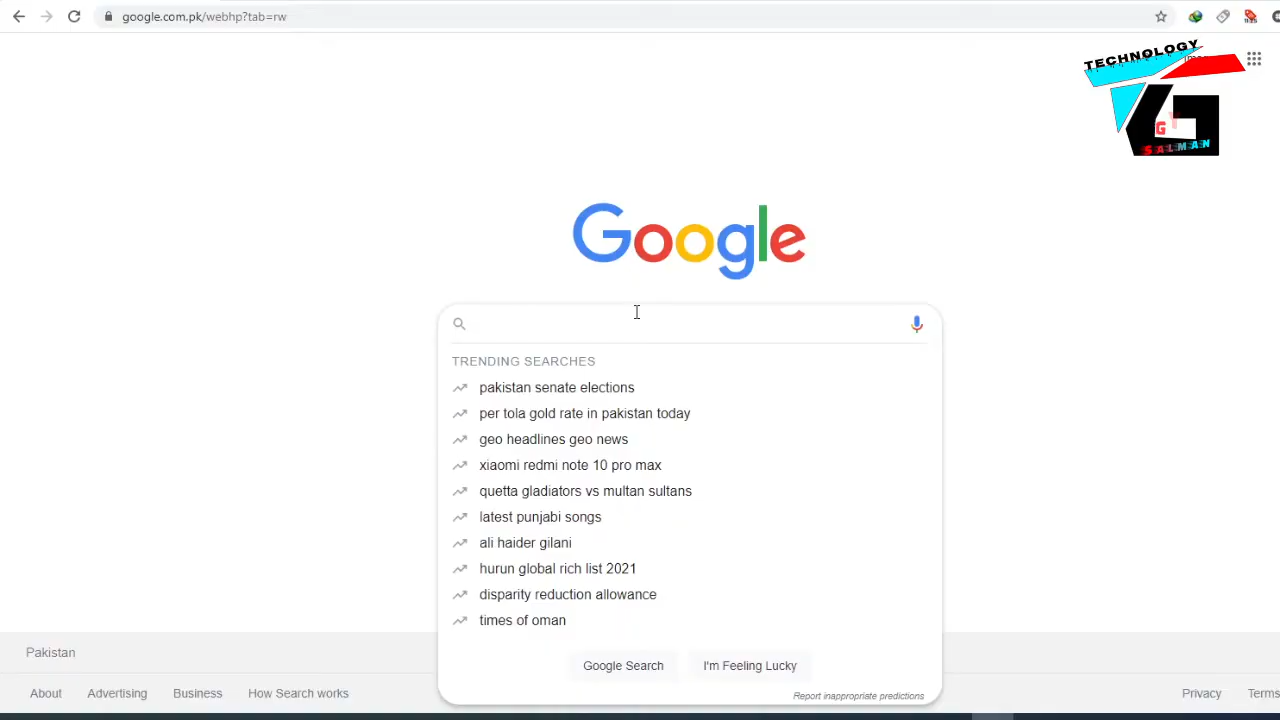 google.com.pk/webhp?tab=rw
TECHNOLOGY
G Y
SALMAN
Google
TRENDING SEARCHES
pakistan senate elections
per tola gold rate in pakistan today
geo headlines geo news
xiaomi redmi note 10 pro max
quetta gladiators vs multan sultans
latest punjabi songs
ali haider gilani
hurun global rich list 2021
disparity reduction allowance
times of oman
Google Search
I'm Feeling Lucky
Report inappropriate predictions
Pakistan
About
Advertising
Business
How Search works
Privacy
Terms